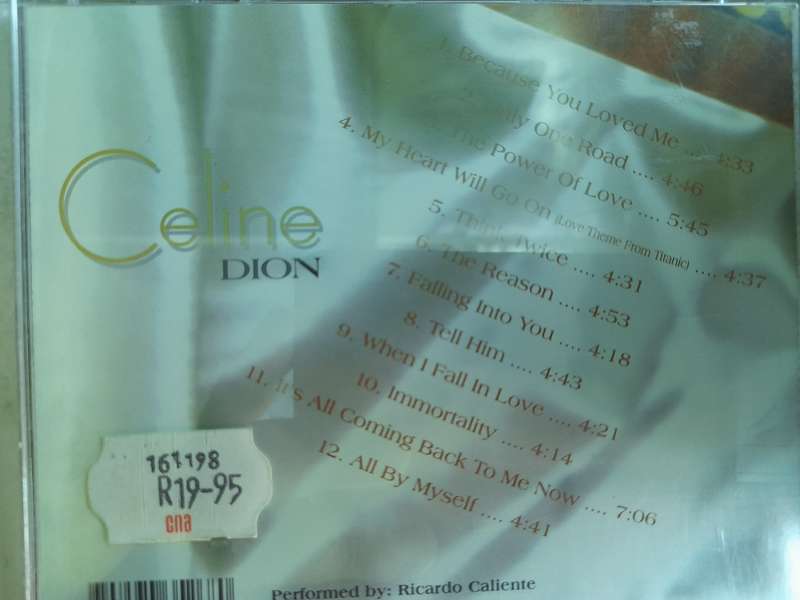 Celine
DION
1. Because You Loved Me .... 4:33
2. Only One Road .... 4:46
3. The Power Of Love .... 5:45
4. My Heart Will Go On (Love Theme From Titanic) .... 4:37
5. Think Twice .... 4:31
6. The Reason .... 4:53
7. Falling Into You .... 4:18
8. Tell Him .... 4:43
9. When I Fall In Love .... 4:21
10. Immortality .... 4:14
11. It's All Coming Back To Me Now .... 7:06
12. All By Myself .... 4:41
161198
R19-95
cna
Performed by: Ricardo Caliente